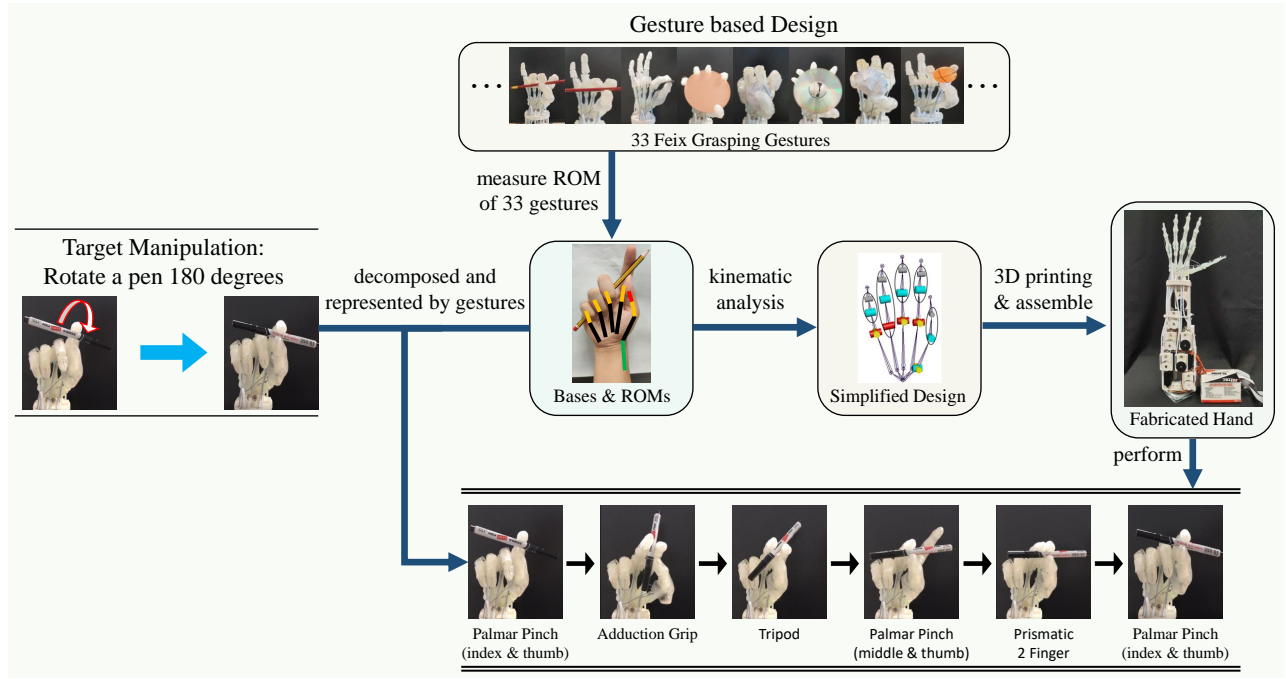 Gesture based Design
33 Feix Grasping Gestures
measure ROM
of 33 gestures
Target Manipulation:
Rotate a pen 180 degrees
decomposed and
represented by gestures
Bases & ROMs
kinematic
analysis
Simplified Design
3D printing
& assemble
Fabricated Hand
perform
Palmar Pinch
(index & thumb)
Adduction Grip
Tripod
Palmar Pinch
(middle & thumb)
Prismatic
2 Finger
Palmar Pinch
(index & thumb)